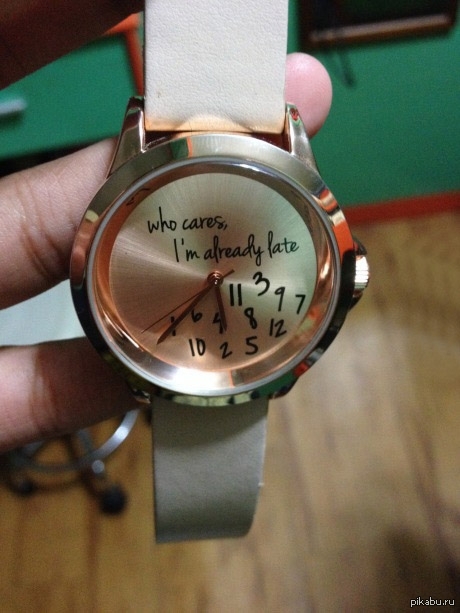 who cares,
I'm already late
11 3 9 7
1 6 4 8 12
10 2 5
pikabu.ru